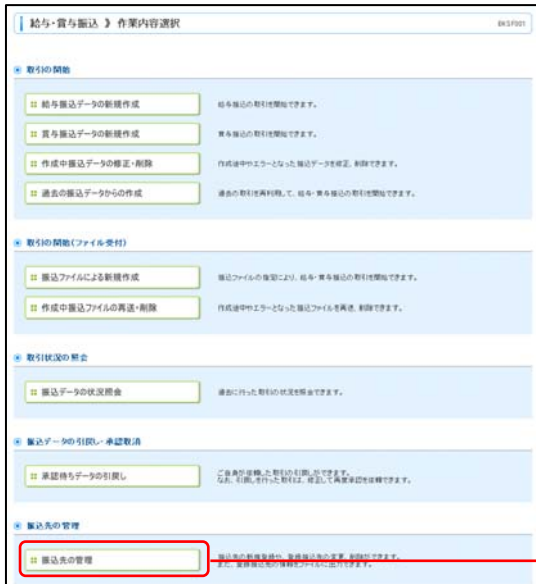 給与・賞与振込 》 作業内容選択
BKSF001
取引の開始
給与振込データの新規作成
給与振込の取引を開始できます。
賞与振込データの新規作成
賞与振込の取引を開始できます。
作成中振込データの修正・削除
作成途中やエラーとなった振込データを修正、削除できます。
過去の振込データからの作成
過去の取引を再利用して、給与・賞与振込の取引を開始できます。
取引の開始(ファイル受付)
振込ファイルによる新規作成
振込ファイルの指定により、給与・賞与振込の取引を開始できます。
作成中振込ファイルの再送・削除
作成途中やエラーとなった振込ファイルを再送、削除できます。
取引状況の照会
振込データの状況照会
過去に行った取引の状況を照会できます。
振込データの引戻し・承認取消
承認待ちデータの引戻し
ご自身が依頼した取引の引戻しができます。
なお、引戻しを行った取引は、修正して再度承認を依頼できます。
振込先の管理
振込先の管理
振込先の新規登録や、登録振込先の変更、削除ができます。
また、登録振込先の情報をファイルに出力できます。